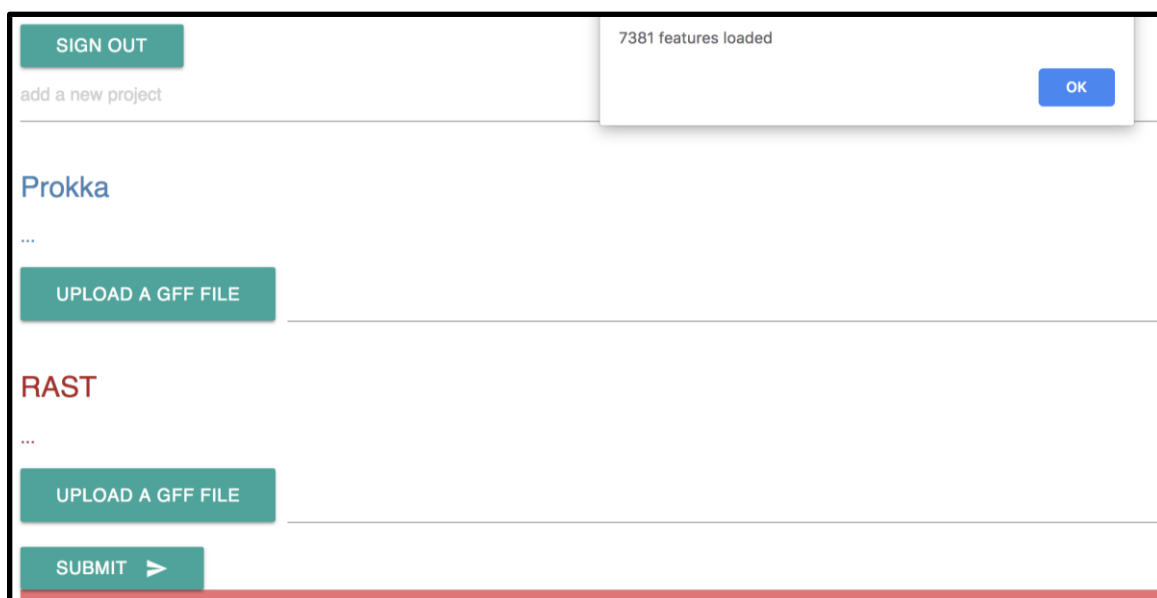 SIGN OUT
7381 features loaded
OK
add a new project
Prokka
...
UPLOAD A GFF FILE
RAST
...
UPLOAD A GFF FILE
SUBMIT